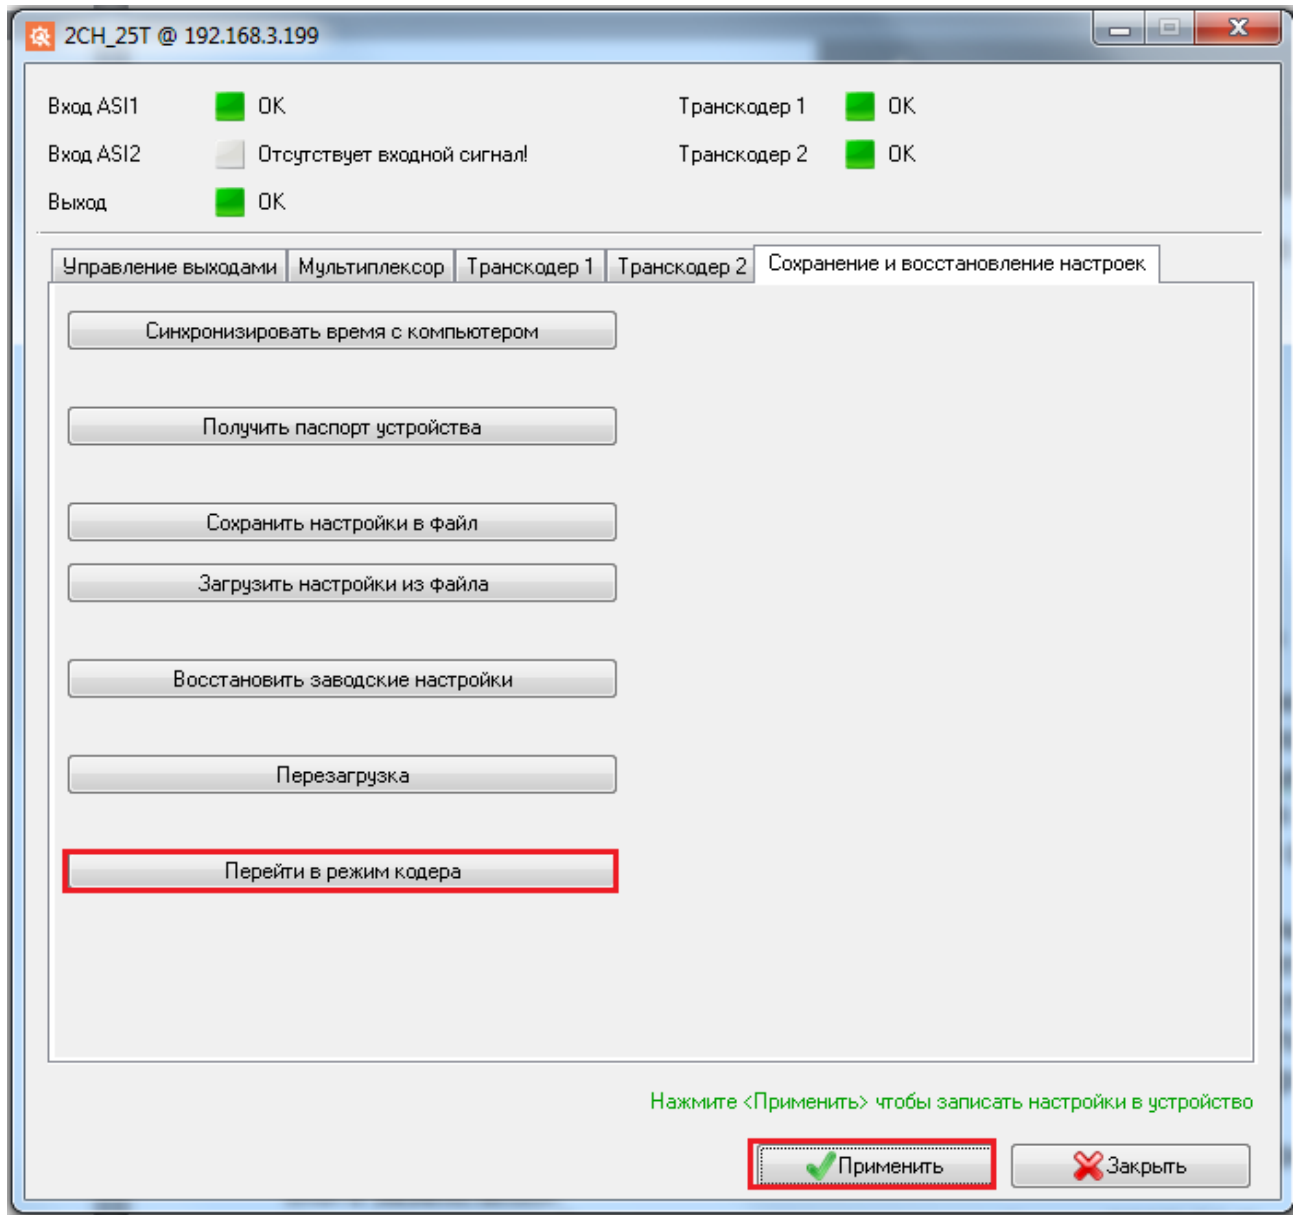 2CH_25T @ 192.168.3.199
Вход ASI1 OK Транскодер 1 OK
Вход ASI2 Отсутствует входной сигнал! Транскодер 2 OK
Выход OK
Управление выходами Мультиплексор Транскодер 1 Транскодер 2 Сохранение и восстановление настроек
Синхронизировать время с компьютером
Получить паспорт устройства
Сохранить настройки в файл
Загрузить настройки из файла
Восстановить заводские настройки
Перезагрузка
Перейти в режим кодера
Нажмите <Применить> чтобы записать настройки в устройство
Применить Закрыть